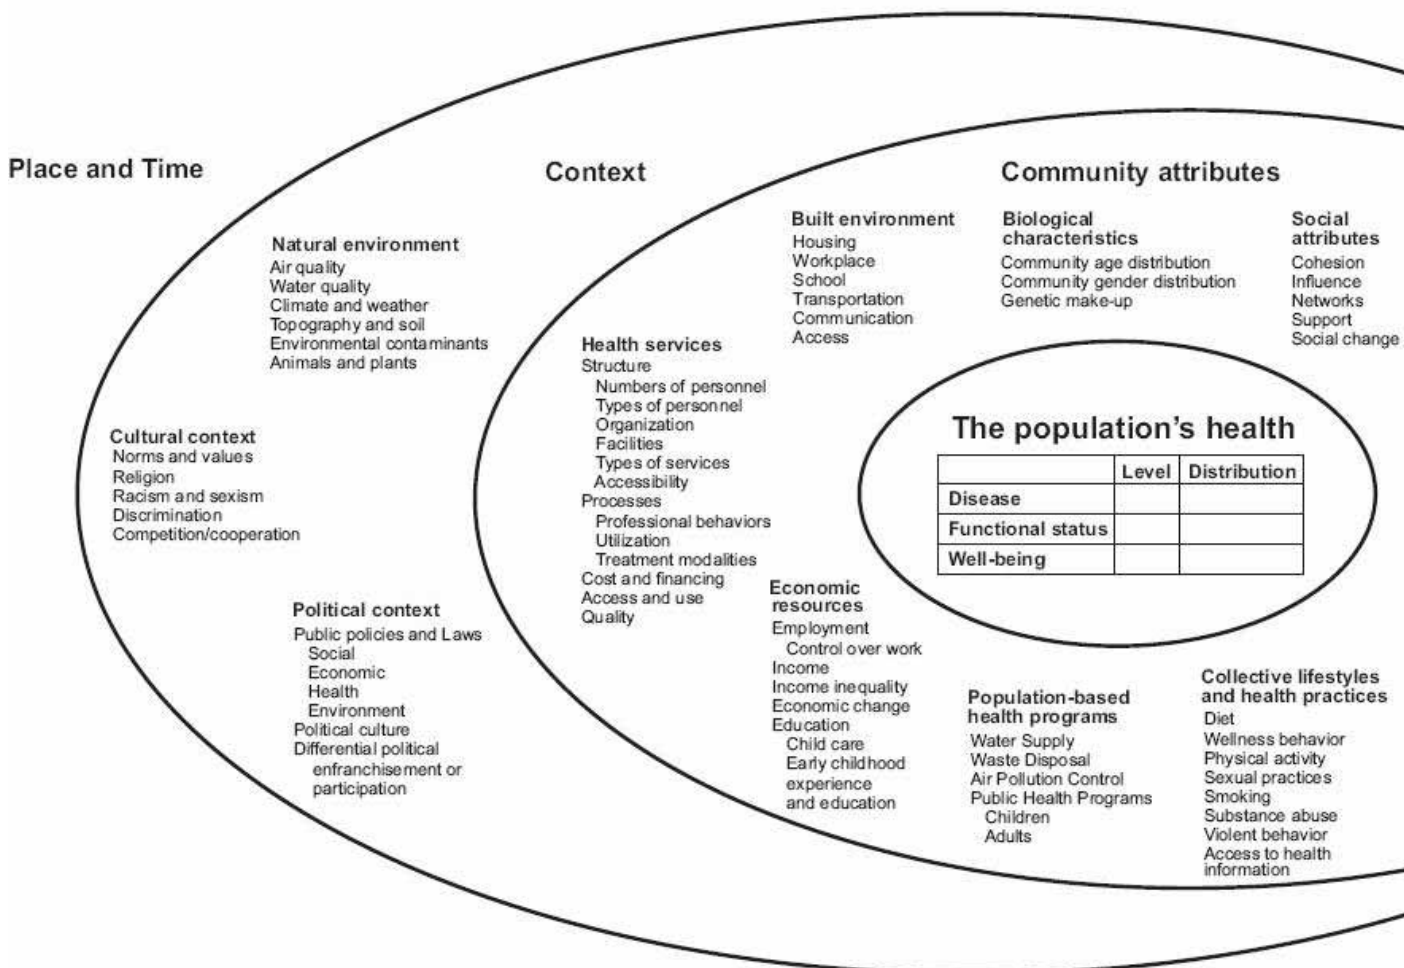 Place and Time
Context
Community attributes
Natural environment
Air quality
Water quality
Climate and weather
Topography and soil
Environmental contaminants
Animals and plants
Cultural context
Norms and values
Religion
Racism and sexism
Discrimination
Competition/cooperation
Political context
Public policies and Laws
Social
Economic
Health
Environment
Political culture
Differential political
enfranchisement or
participation
Health services
Structure
Numbers of personnel
Types of personnel
Organization
Facilities
Types of services
Accessibility
Processes
Professional behaviors
Utilization
Treatment modalities
Cost and financing
Access and use
Quality
Built environment
Housing
Workplace
School
Transportation
Communication
Access
Biological
characteristics
Community age distribution
Community gender distribution
Genetic make-up
Social
attributes
Cohesion
Influence
Networks
Support
Social change
The population's health
Level Distribution
Disease
Functional status
Well-being
Economic
resources
Employment
Control over work
Income
Income inequality
Economic change
Education
Child care
Early childhood
experience
and education
Population-based
health programs
Water Supply
Waste Disposal
Air Pollution Control
Public Health Programs
Children
Adults
Collective lifestyles
and health practices
Diet
Wellness behavior
Physical activity
Sexual practices
Smoking
Substance abuse
Violent behavior
Access to health
information